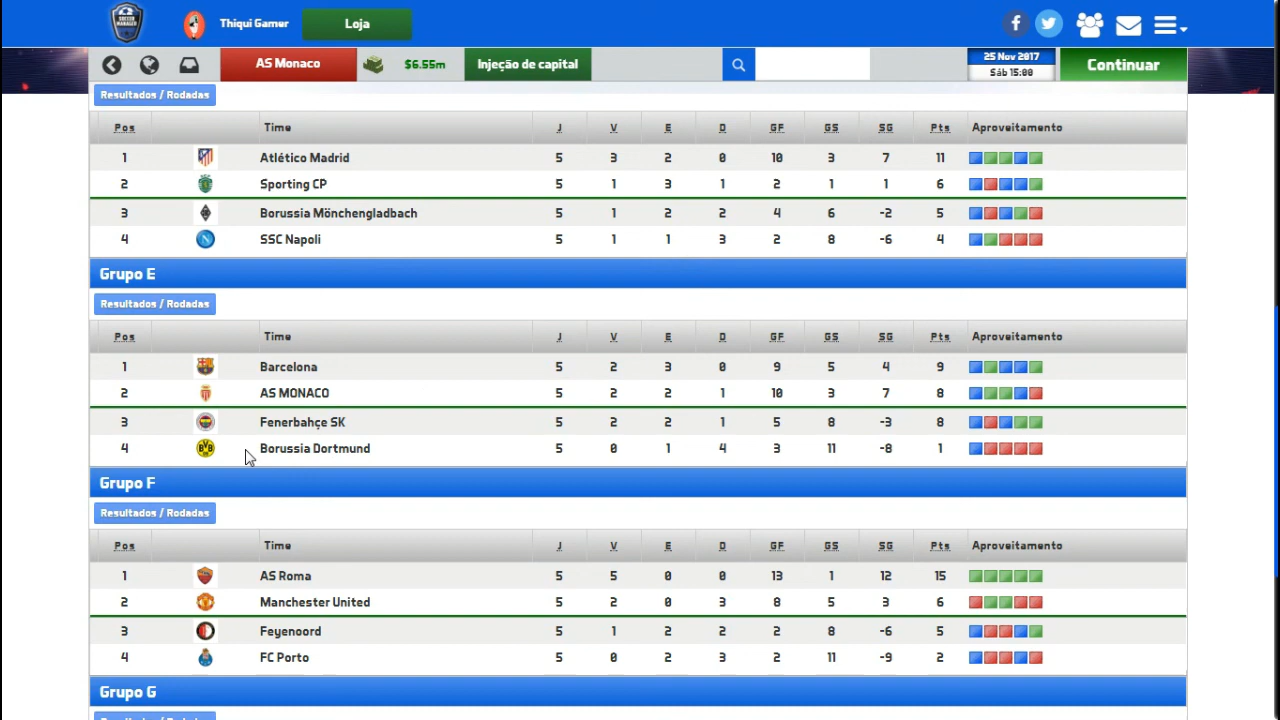 SOCCER MANAGER
Thiqui Gamer
Loja
AS Monaco
$6.55m
Injeção de capital
25 Nov 2017
Sáb 15:00
Continuar
Resultados / Rodadas
Pos Time J V E D GF GS SG Pts Aproveitamento
1 Atlético Madrid 5 3 2 0 10 3 7 11
2 Sporting CP 5 1 3 1 2 1 1 6
3 Borussia Mönchengladbach 5 1 2 2 4 6 -2 5
4 SSC Napoli 5 1 1 3 2 8 -6 4
Grupo E
Resultados / Rodadas
Pos Time J V E D GF GS SG Pts Aproveitamento
1 Barcelona 5 2 3 0 9 5 4 9
2 AS MONACO 5 2 2 1 10 3 7 8
3 Fenerbahçe SK 5 2 2 1 5 8 -3 8
4 BVB Borussia Dortmund 5 0 1 4 3 11 -8 1
Grupo F
Resultados / Rodadas
Pos Time J V E D GF GS SG Pts Aproveitamento
1 AS Roma 5 5 0 0 13 1 12 15
2 Manchester United 5 2 0 3 8 5 3 6
3 Feyenoord 5 1 2 2 2 8 -6 5
4 FC Porto 5 0 2 3 2 11 -9 2
Grupo G
Resultados / Rodadas